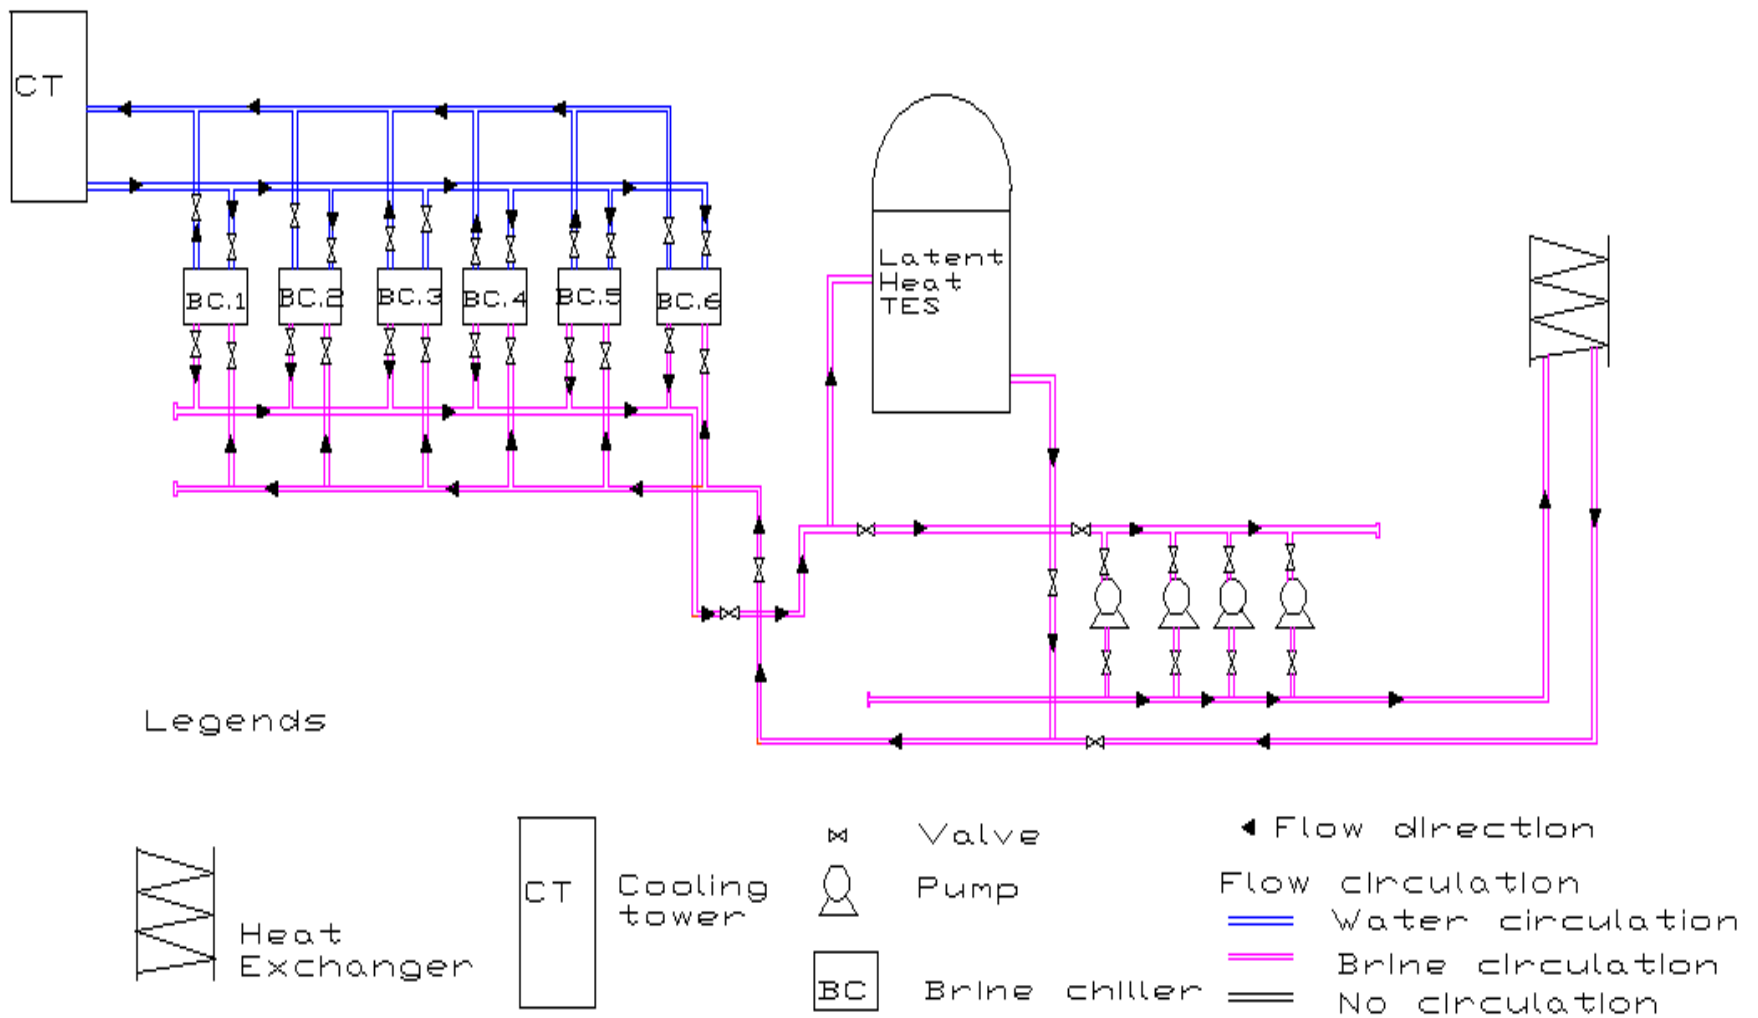 CT
BC.1
BC.2
BC.3
BC.4
BC.5
BC.6
Latent
Heat
TES
Legends
Heat
Exchanger
CT
Cooling
tower
Valve
Pump
BC
Brine chiller
Flow direction
Flow circulation
Water circulation
Brine circulation
No circulation